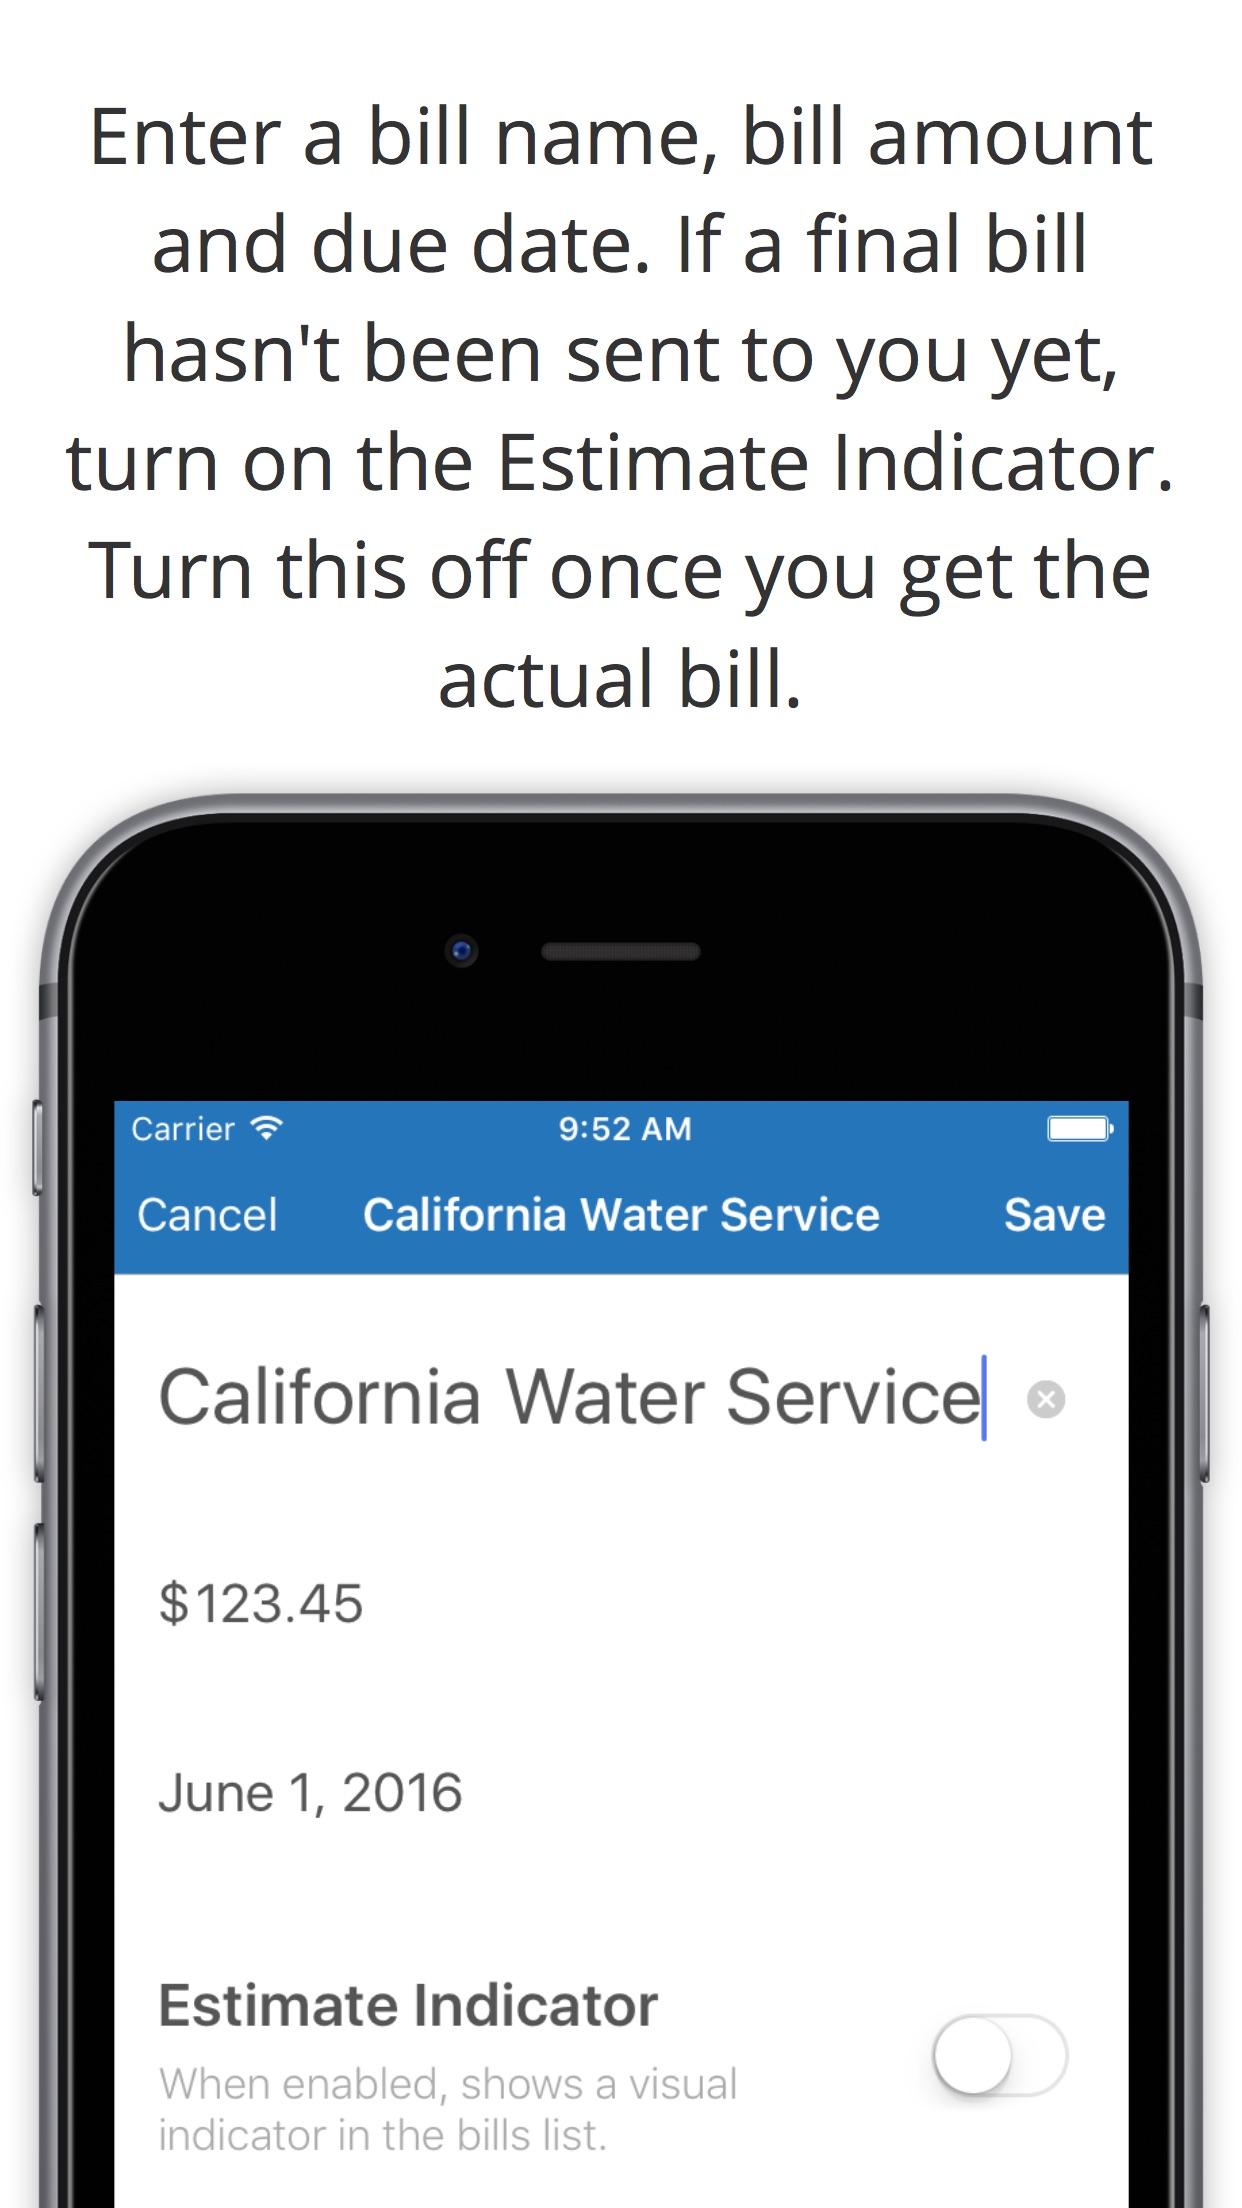 Enter a bill name, bill amount
and due date. If a final bill
hasn't been sent to you yet,
turn on the Estimate Indicator.
Turn this off once you get the
actual bill.
Carrier 9:52 AM
Cancel California Water Service Save
California Water Service
$123.45
June 1, 2016
Estimate Indicator
When enabled, shows a visual
indicator in the bills list.